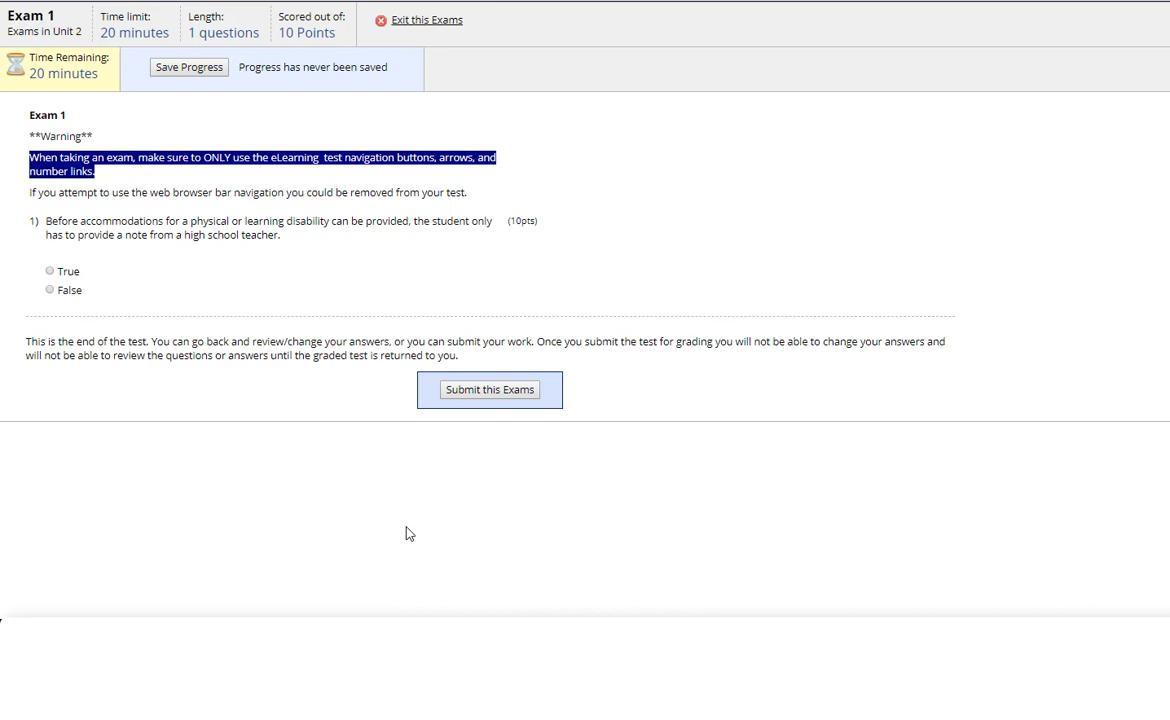 Exam 1
Exams in Unit 2
Time limit:
20 minutes
Length:
1 questions
Scored out of:
10 Points
Exit this Exams
Time Remaining:
20 minutes
Save Progress
Progress has never been saved
Exam 1
**Warning**
When taking an exam, make sure to ONLY use the eLearning test navigation buttons, arrows, and
number links.
If you attempt to use the web browser bar navigation you could be removed from your test.
1) Before accommodations for a physical or learning disability can be provided, the student only (10pts)
has to provide a note from a high school teacher.
True
False
This is the end of the test. You can go back and review/change your answers, or you can submit your work. Once you submit the test for grading you will not be able to change your answers and
will not be able to review the questions or answers until the graded test is returned to you.
Submit this Exams